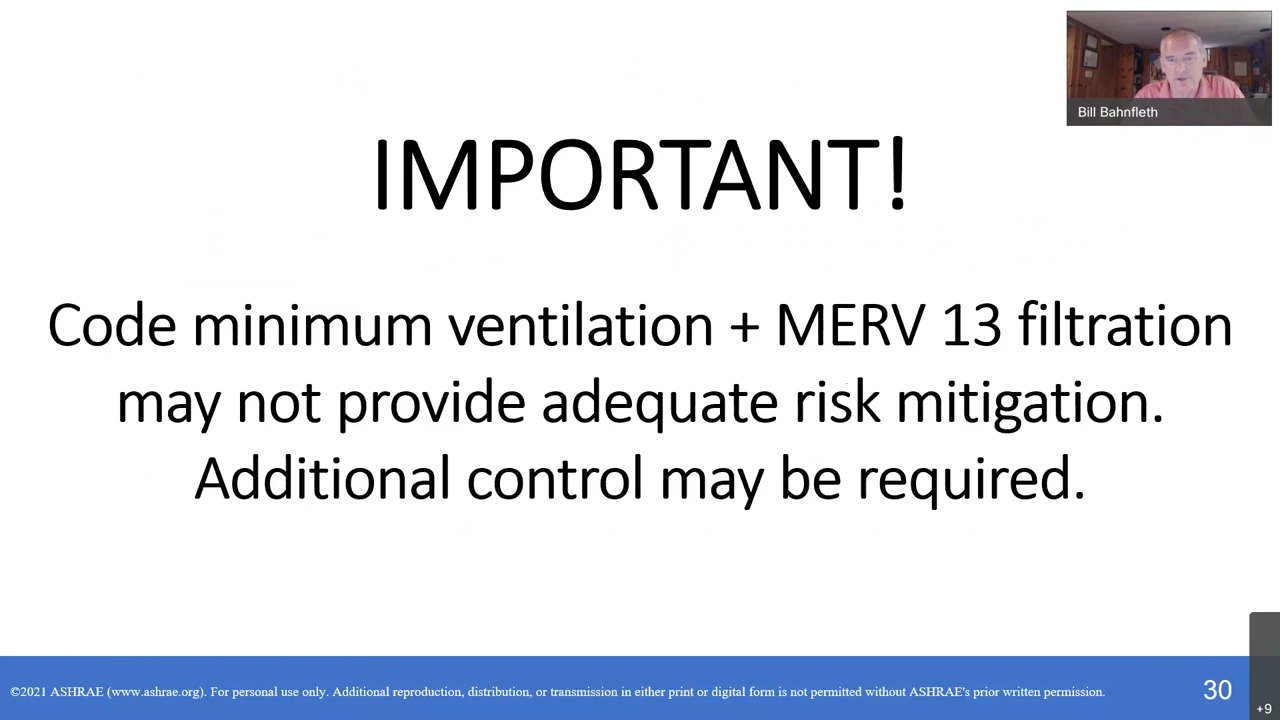 Bill Bahnfleth
IMPORTANT!
Code minimum ventilation + MERV 13 filtration
may not provide adequate risk mitigation.
Additional control may be required.
©2021 ASHRAE (www.ashrae.org). For personal use only. Additional reproduction, distribution, or transmission in either print or digital form is not permitted without ASHRAE's prior written permission.
30
+9